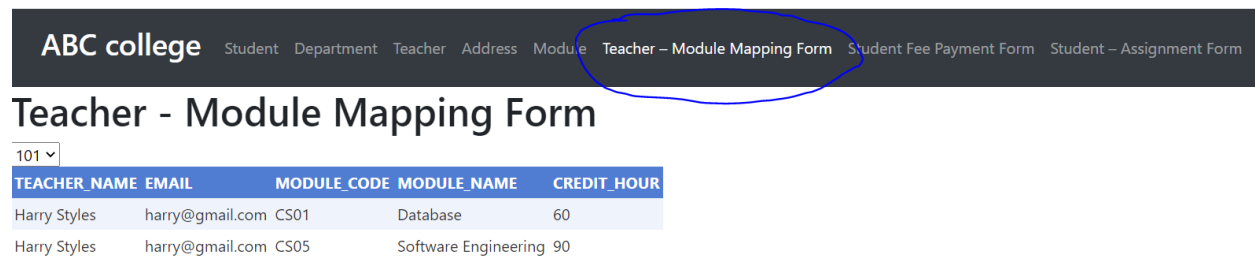 ABC college Student Department Teacher Address Module Teacher – Module Mapping Form Student Fee Payment Form Student – Assignment Form
Teacher - Module Mapping Form
101
TEACHER_NAME EMAIL MODULE_CODE MODULE_NAME CREDIT_HOUR
Harry Styles harry@gmail.com CS01 Database 60
Harry Styles harry@gmail.com CS05 Software Engineering 90